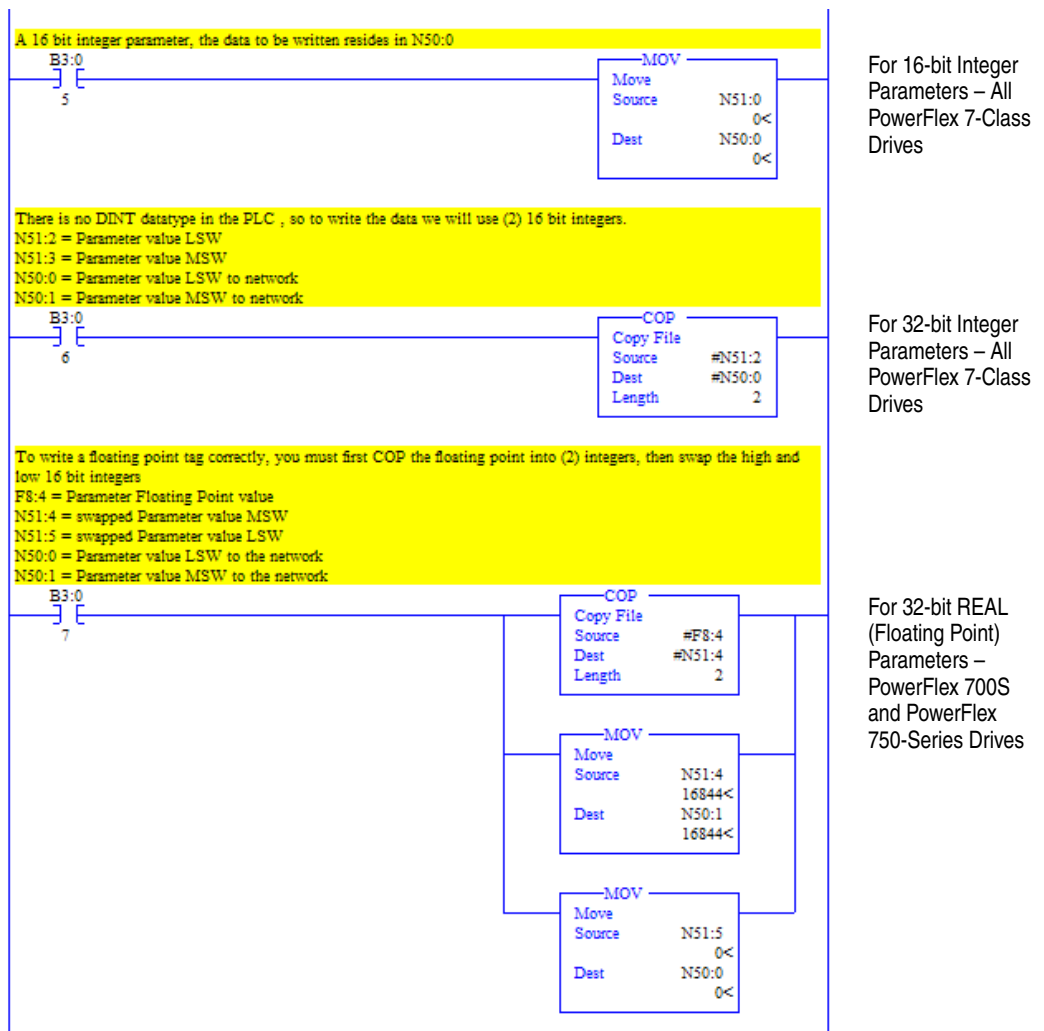 A 16 bit integer parameter, the data to be written resides in N50:0
B3:0
5
MOV
Move
Source N51:0
0<
Dest N50:0
0<
For 16-bit Integer
Parameters – All
PowerFlex 7-Class
Drives
There is no DINT datatype in the PLC , so to write the data we will use (2) 16 bit integers.
N51:2 = Parameter value LSW
N51:3 = Parameter value MSW
N50:0 = Parameter value LSW to network
N50:1 = Parameter value MSW to network
B3:0
6
COP
Copy File
Source #N51:2
Dest #N50:0
Length 2
For 32-bit Integer
Parameters – All
PowerFlex 7-Class
Drives
To write a floating point tag correctly, you must first COP the floating point into (2) integers, then swap the high and
low 16 bit integers
F8:4 = Parameter Floating Point value
N51:4 = swapped Parameter value MSW
N51:5 = swapped Parameter value LSW
N50:0 = Parameter value LSW to the network
N50:1 = Parameter value MSW to the network
B3:0
7
COP
Copy File
Source #F8:4
Dest #N51:4
Length 2
For 32-bit REAL
(Floating Point)
Parameters –
PowerFlex 700S
and PowerFlex
750-Series Drives
MOV
Move
Source N51:4
16844<
Dest N50:1
16844<
MOV
Move
Source N51:5
0<
Dest N50:0
0<